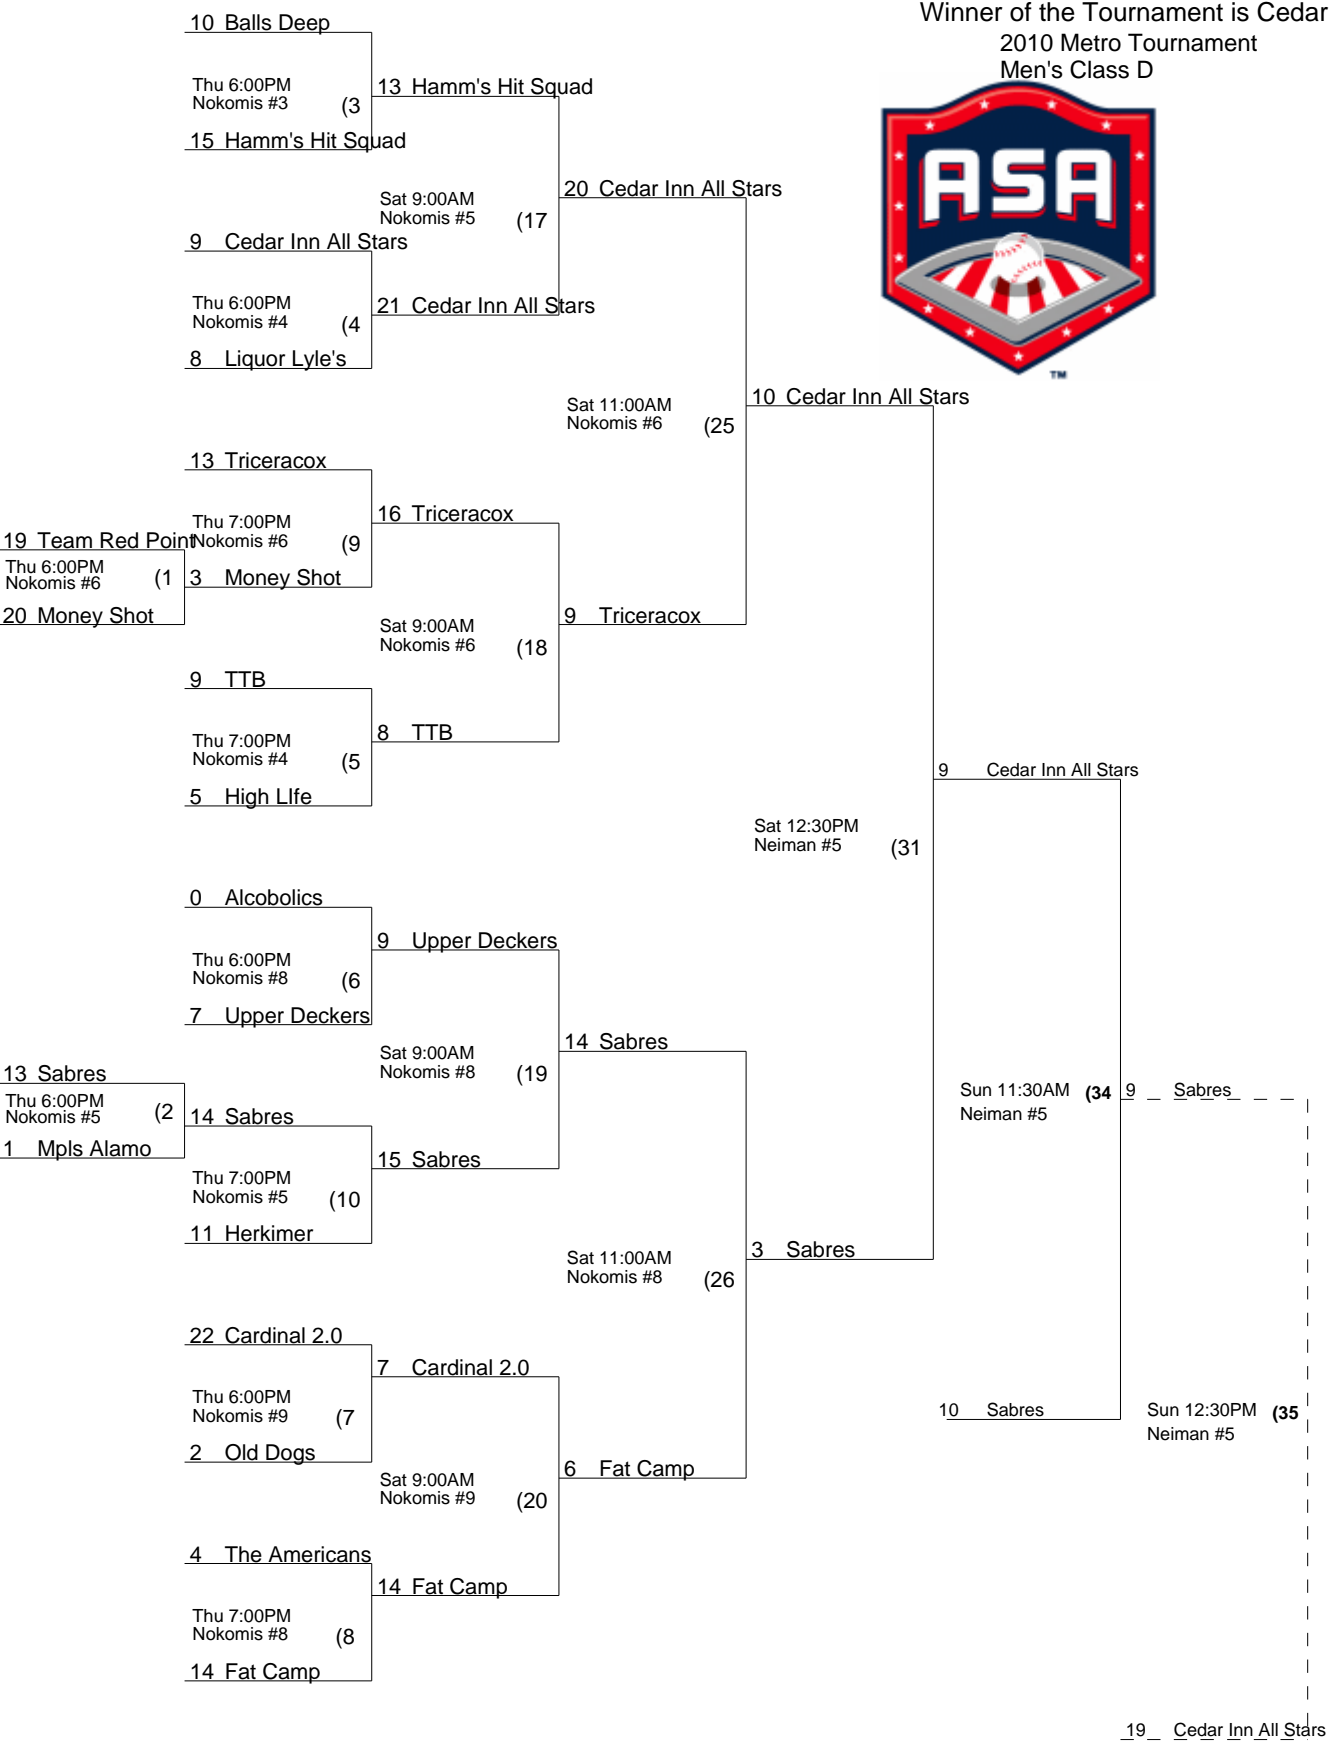 Winner of the Tournament is Cedar
2010 Metro Tournament
Men's Class D
ASA
TM
10 Balls Deep
Thu 6:00PM
Nokomis #3 (3
15 Hamm's Hit Squad
13 Hamm's Hit Squad
Sat 9:00AM
Nokomis #5 (17
9 Cedar Inn All Stars
Thu 6:00PM
Nokomis #4 (4
8 Liquor Lyle's
21 Cedar Inn All Stars
20 Cedar Inn All Stars
Sat 11:00AM
Nokomis #6 (25
10 Cedar Inn All Stars
13 Triceracox
Thu 7:00PM
Nokomis #6 (9
19 Team Red Point
Thu 6:00PM
Nokomis #6 (1
20 Money Shot
3 Money Shot
16 Triceracox
Sat 9:00AM
Nokomis #6 (18
9 Triceracox
9 TTB
Thu 7:00PM
Nokomis #4 (5
5 High LIfe
8 TTB
9 Cedar Inn All Stars
Sat 12:30PM
Neiman #5 (31
0 Alcobolics
Thu 6:00PM
Nokomis #8 (6
7 Upper Deckers
9 Upper Deckers
Sat 9:00AM
Nokomis #8 (19
14 Sabres
13 Sabres
Thu 6:00PM
Nokomis #5 (2
1 Mpls Alamo
14 Sabres
Thu 7:00PM
Nokomis #5 (10
11 Herkimer
15 Sabres
Sun 11:30AM (34
Neiman #5
9 Sabres
Sat 11:00AM
Nokomis #8 (26
3 Sabres
22 Cardinal 2.0
Thu 6:00PM
Nokomis #9 (7
2 Old Dogs
7 Cardinal 2.0
Sat 9:00AM
Nokomis #9 (20
6 Fat Camp
10 Sabres
Sun 12:30PM (35
Neiman #5
4 The Americans
Thu 7:00PM
Nokomis #8 (8
14 Fat Camp
14 Fat Camp
19 Cedar Inn All Stars